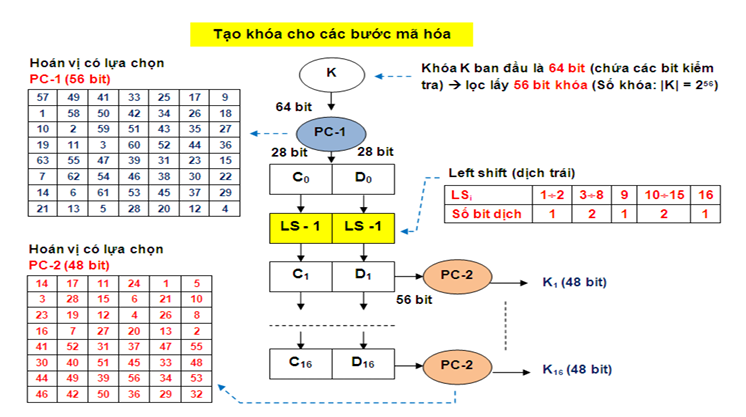 Tạo khóa cho các bước mã hóa
Hoán vị có lựa chọn
PC-1 (56 bit)
57 49 41 33 25 17 9
1 58 50 42 34 26 18
10 2 59 51 43 35 27
19 11 3 60 52 44 36
63 55 47 39 31 23 15
7 62 54 46 38 30 22
14 6 61 53 45 37 29
21 13 5 28 20 12 4
K
Khóa K ban đầu là 64 bit (chứa các bit kiểm
tra) → lọc lấy 56 bit khóa (Số khóa: |K| = 2⁵⁶)
64 bit
PC-1
28 bit 28 bit
C₀ D₀
Left shift (dịch trái)
LSᵢ 1÷2 3÷8 9 10÷15 16
Số bit dịch 1 2 1 2 1
LS - 1 LS -1
Hoán vị có lựa chọn
PC-2 (48 bit)
14 17 11 24 1 5
3 28 15 6 21 10
23 19 12 4 26 8
16 7 27 20 13 2
41 52 31 37 47 55
30 40 51 45 33 48
44 49 39 56 34 53
46 42 50 36 29 32
C₁ D₁ PC-2 K₁ (48 bit)
56 bit
C₁₆ D₁₆ PC-2 K₁₆ (48 bit)